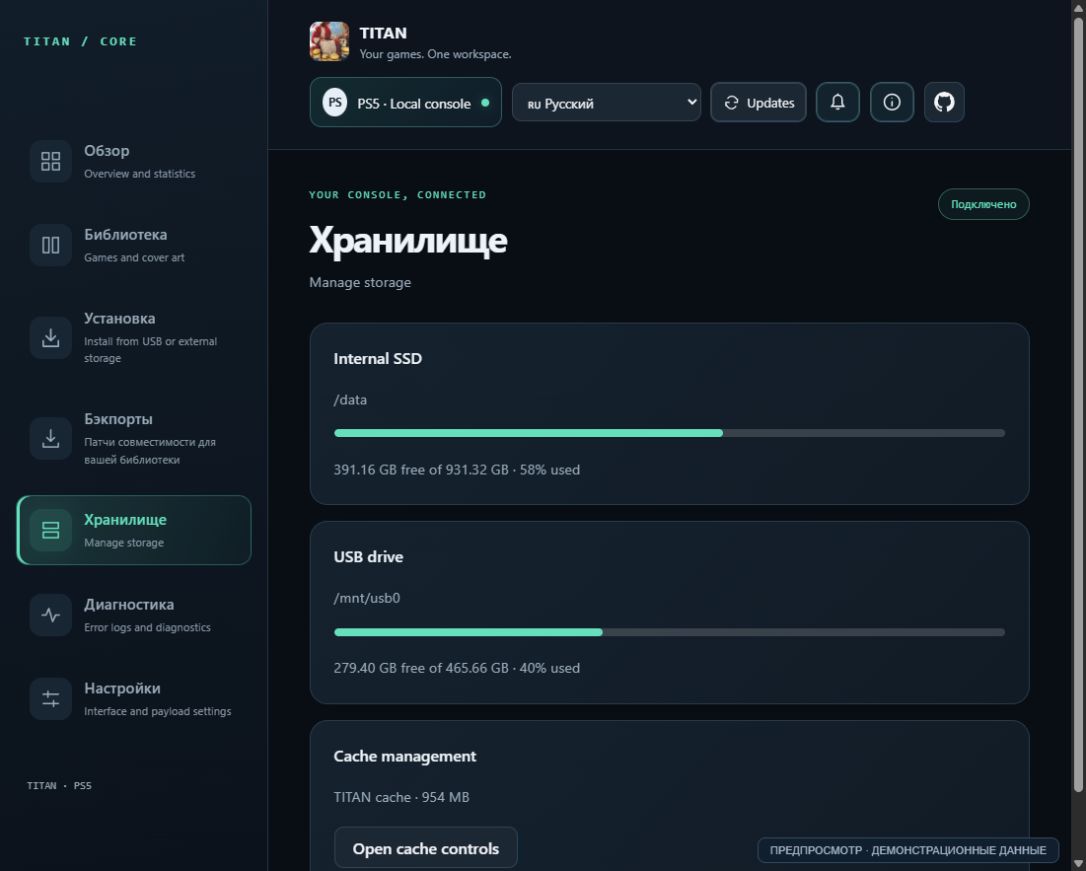 TITAN / CORE
Обзор
Overview and statistics
Библиотека
Games and cover art
Установка
Install from USB or external
storage
Бэкпорты
Патчи совместимости для
вашей библиотеки
Хранилище
Manage storage
Диагностика
Error logs and diagnostics
Настройки
Interface and payload settings
TITAN · PS5
TITAN
Your games. One workspace.
PS PS5 · Local console
RU Русский
Updates
YOUR CONSOLE, CONNECTED
Подключено
Хранилище
Manage storage
Internal SSD
/data
391.16 GB free of 931.32 GB · 58% used
USB drive
/mnt/usb0
279.40 GB free of 465.66 GB · 40% used
Cache management
TITAN cache · 954 MB
Open cache controls
ПРЕДПРОСМОТР · ДЕМОНСТРАЦИОННЫЕ ДАННЫЕ